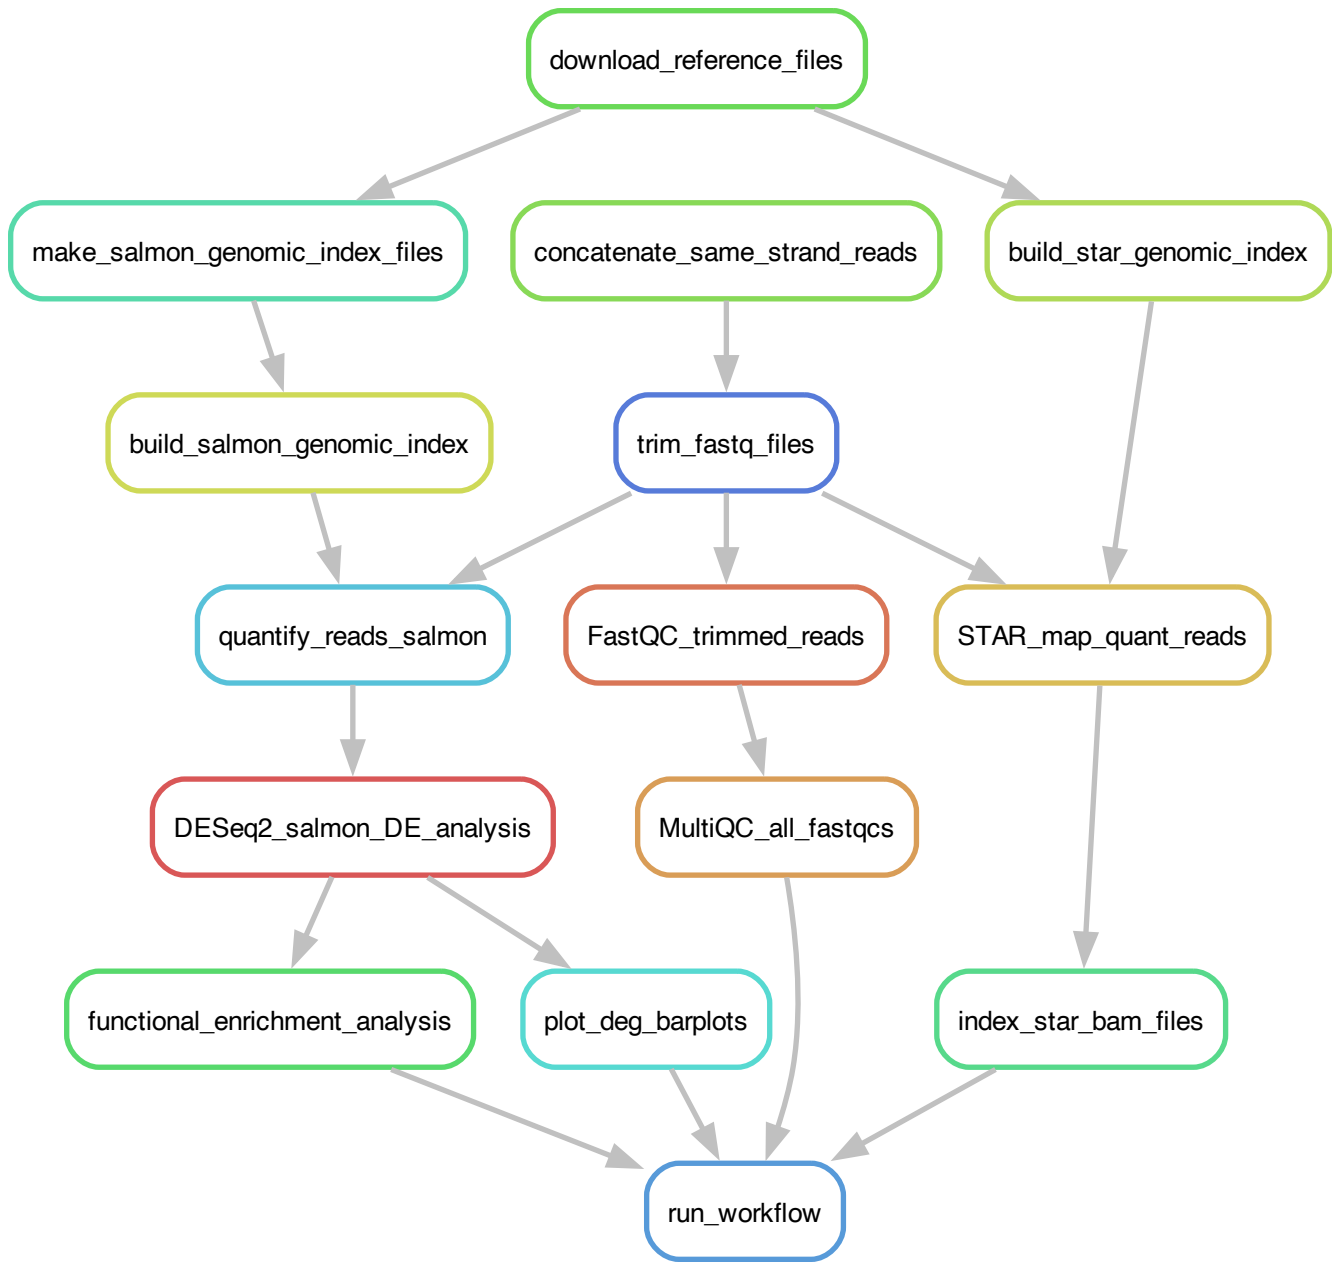 download_reference_files
make_salmon_genomic_index_files
concatenate_same_strand_reads
build_star_genomic_index
build_salmon_genomic_index
trim_fastq_files
quantify_reads_salmon
FastQC_trimmed_reads
STAR_map_quant_reads
DESeq2_salmon_DE_analysis
MultiQC_all_fastqcs
functional_enrichment_analysis
plot_deg_barplots
index_star_bam_files
run_workflow